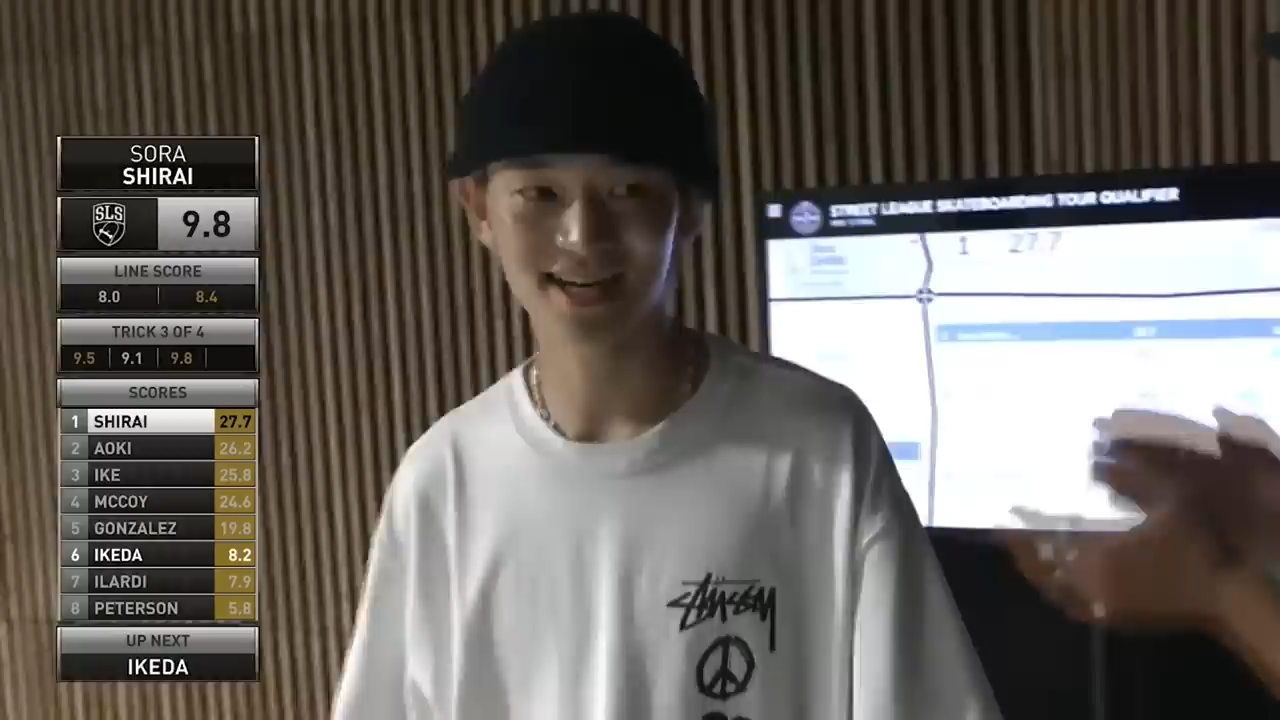 SORA
SHIRAI
SLS
9.8
LINE SCORE
8.0 8.4
TRICK 3 OF 4
9.5 9.1 9.8
SCORES
1 SHIRAI 27.7
2 AOKI 26.2
3 IKE 25.8
4 MCCOY 24.6
5 GONZALEZ 19.8
6 IKEDA 8.2
7 ILARDI 7.9
8 PETERSON 5.8
UP NEXT
IKEDA
STREET LEAGUE SKATEBOARDING TOUR QUALIFIER
1 27.7
Stüssy